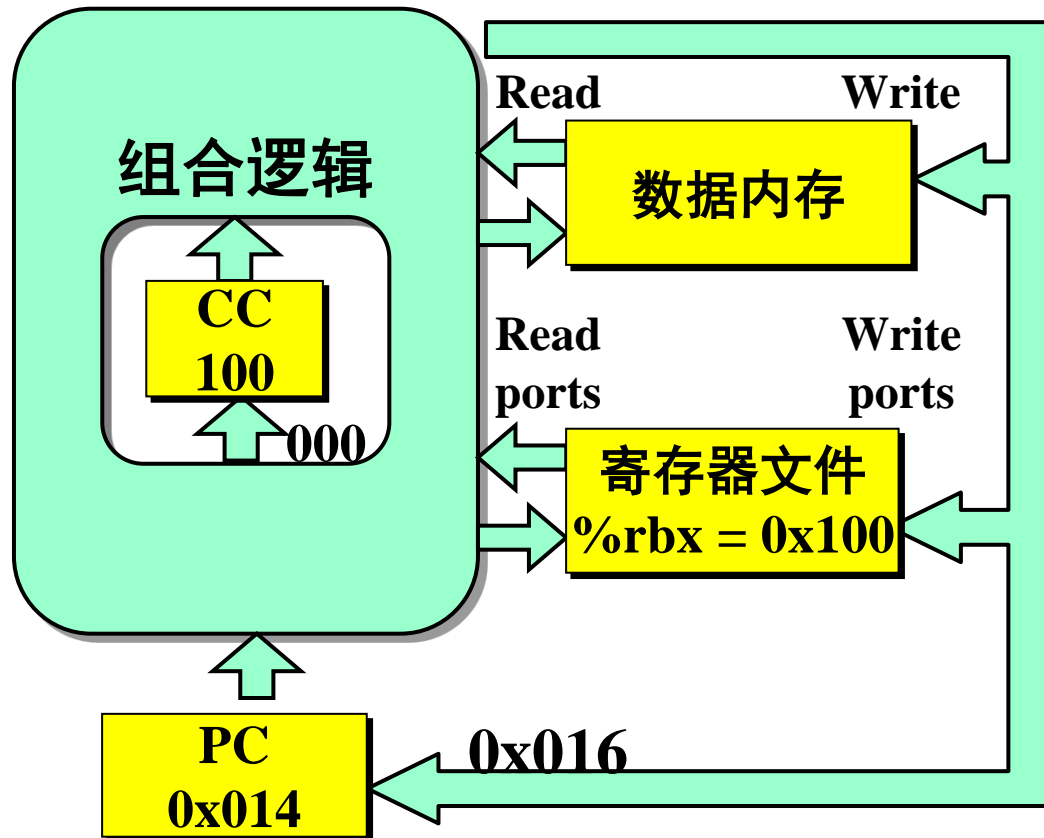 Read
Write
组合逻辑
数据内存
CC
100
000
Read
ports
Write
ports
寄存器文件
%rbx = 0x100
PC
0x014
0x016